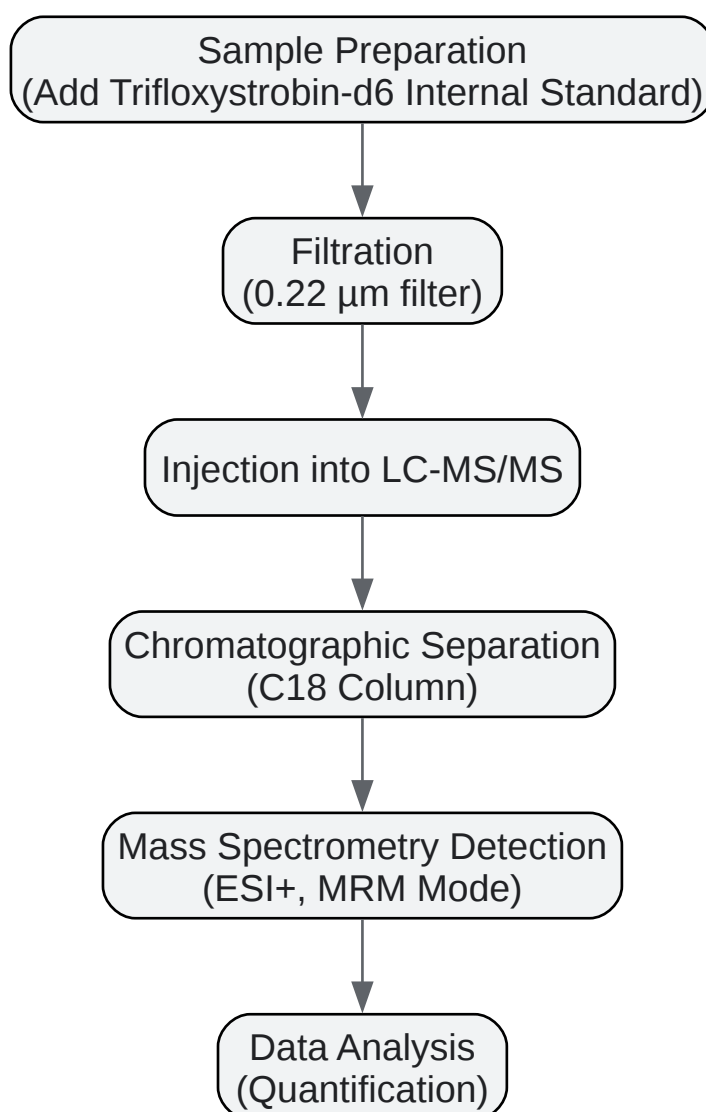 Sample Preparation
(Add Trifloxystrobin-d6 Internal Standard)
Filtration
(0.22 µm filter)
Injection into LC-MS/MS
Chromatographic Separation
(C18 Column)
Mass Spectrometry Detection
(ESI+, MRM Mode)
Data Analysis
(Quantification)